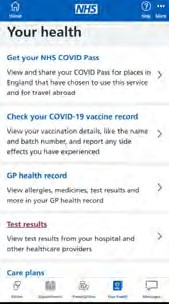 NHS
Home
Help
More
Your health
Get your NHS COVID Pass
View and share your COVID Pass for places in
England that have chosen to use this service
and for travel abroad
Check your COVID-19 vaccine record
View your vaccination details, like the name
and batch number, and report any side
effects you have experienced
GP health record
View allergies, medicines, test results and
more in your GP health record
Test results
View test results from your hospital and
other healthcare providers
Care plans
Advice
Appointments
Prescriptions
Your health
Messages